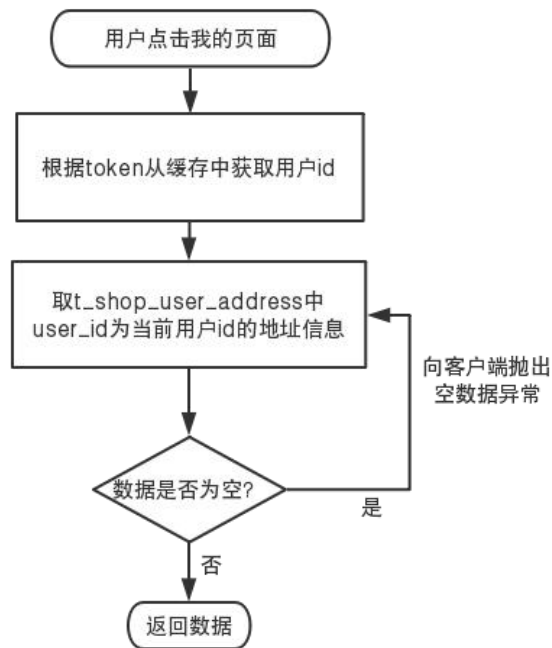 用户点击我的页面
根据token从缓存中获取用户id
取t_shop_user_address中
user_id为当前用户id的地址信息
向客户端抛出
空数据异常
数据是否为空?
是
否
返回数据